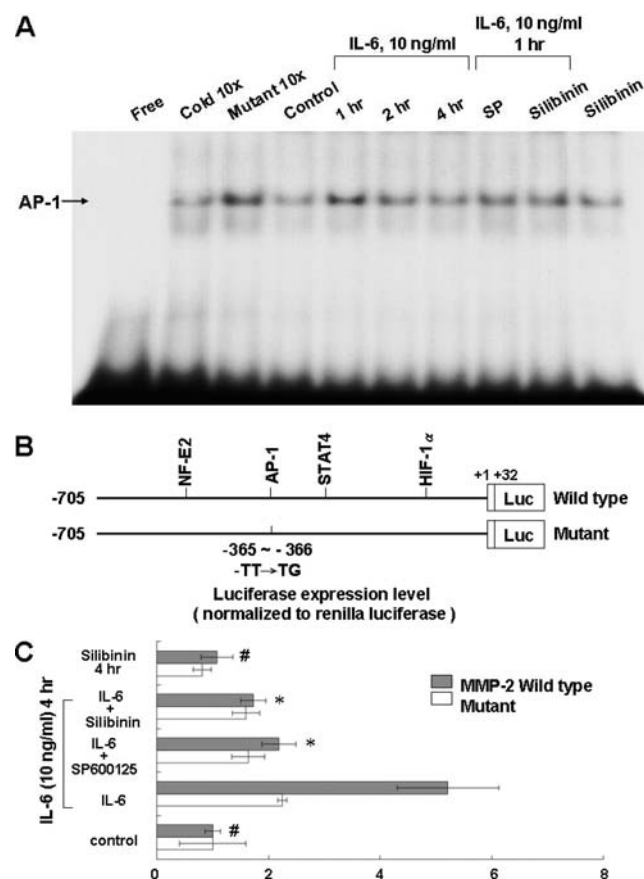 A
IL-6, 10 ng/ml
IL-6, 10 ng/ml
1 hr
Free
Cold 10x
Mutant 10x
Control
1 hr
2 hr
4 hr
SP
Silibinin
Silibinin
AP-1→
B
NF-E2
AP-1
STAT4
HIF-1α
+1 +32
-705
Luc
Wild type
-705
Luc
Mutant
-365 ~ - 366
-TT→TG
Luciferase expression level
( normalized to renilla luciferase )
C
IL-6 (10 ng/ml) 4 hr
Silibinin
4 hr
#
IL-6
+
Silibinin
*
IL-6
+
SP600125
*
IL-6
control
#
MMP-2 Wild type
Mutant
0
2
4
6
8